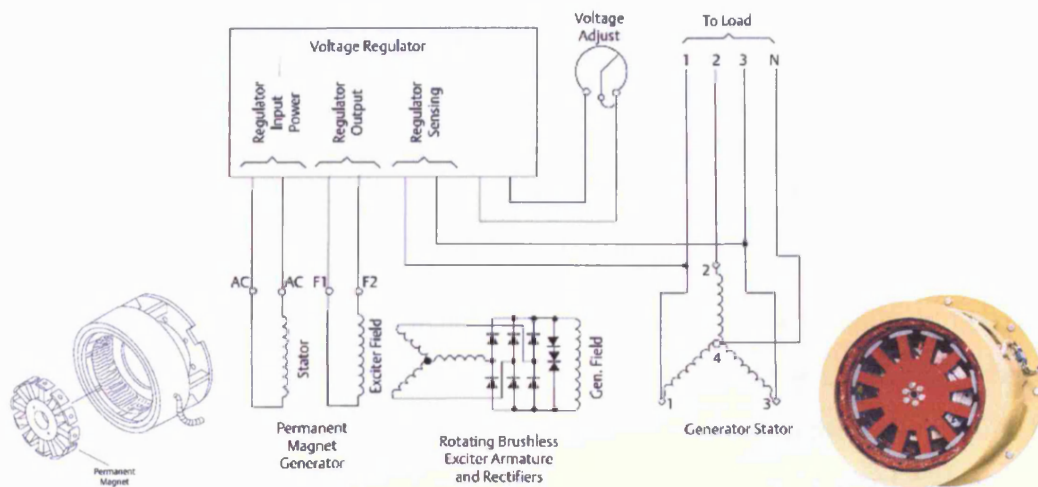 Voltage Regulator
Regulator
Input
Power
Regulator
Output
Regulator
Sensing
Voltage
Adjust
To Load
1 2 3 N
AC
AC
F1
F2
Stator
Exciter Field
Gen. Field
2
4
1
3
Permanent
Magnet
Generator
Rotating Brushless
Exciter Armature
and Rectifiers
Generator Stator
Permanent
Magnet